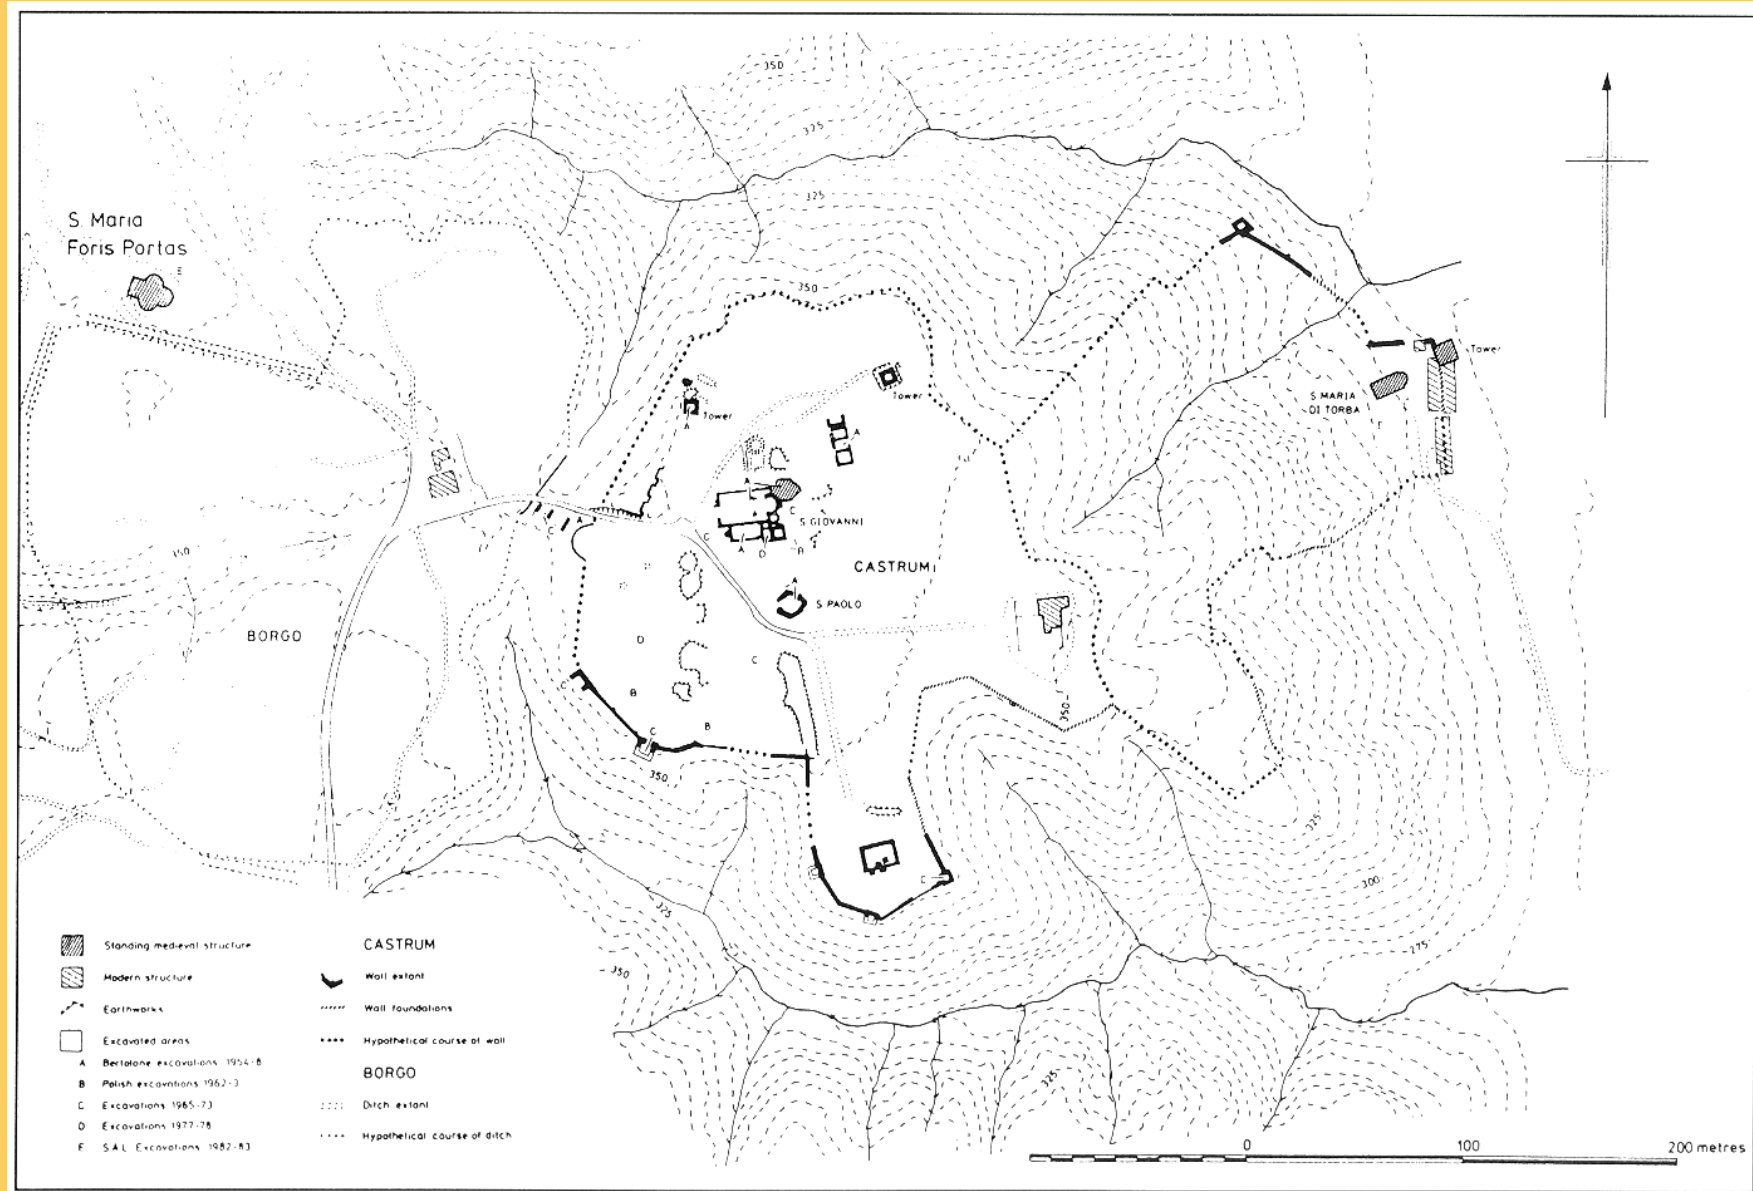 350
325
325
S. Maria
Foris Portas
E
350
Tower
Tower
A
Tower
A
S. MARIA
DI TORBA
E
A
A
C
S GIOVANNI
C
A
C
A
D
A
350
CASTRUM
A
S. PAOLO
BORGO
D
C
C
B
C
B
350
350
325
C
300
325
275
350
325
Standing medieval structure
Modern structure
Earthworks
Excavated areas
A Bertolone excavations 1954-8
B Polish excavations 1962-3
C Excavations 1965-73
D Excavations 1977-78
E S.A.L. Excavations 1982-83
CASTRUM
Wall extant
Wall foundations
Hypothetical course of wall
BORGO
Ditch extant
Hypothetical course of ditch
0 100 200 metres